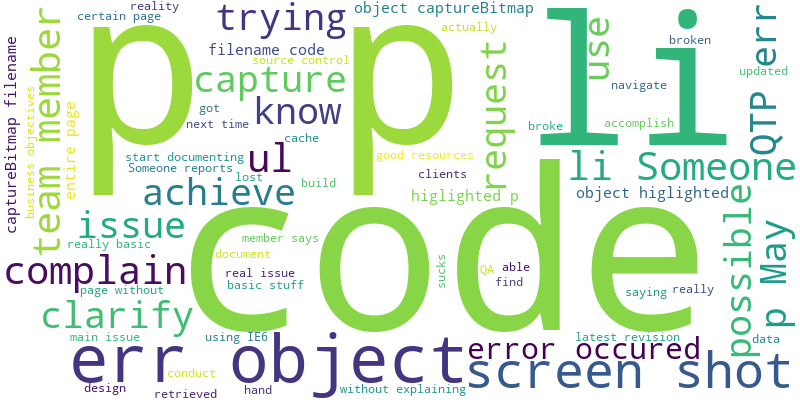 reality
certain page
trying
object captureBitmap
p p
li
use
err
broken
actually
filename code
source control
capture
team member
captureBitmap filename
business objectives
entire page
got
next time
know
cache
request
navigate
updated
accomplish
broke
QTP
start documenting
Someone reports
lost
build
ul
good resources
clients
li Someone
achieve
higlighted p
object higlighted
issue
really basic
member says
document
code
possible
p May
complain
real issue
basic stuff
page without
sucks
QA
able
find
saying
really
clarify
main issue
using IE6
latest revision
data
err object
error occured
screen shot
conduct
design
retrieved
hand
without explaining